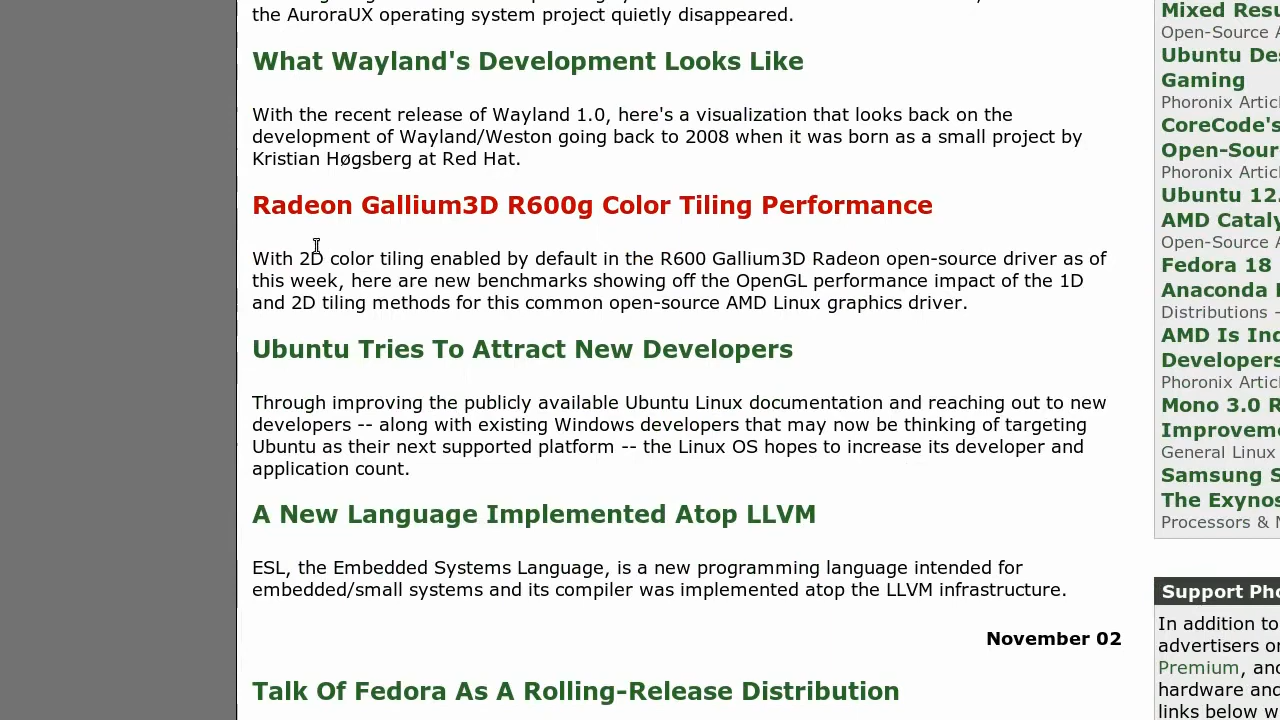 the AuroraUX operating system project quietly disappeared.
What Wayland's Development Looks Like
With the recent release of Wayland 1.0, here's a visualization that looks back on the
development of Wayland/Weston going back to 2008 when it was born as a small project by
Kristian Høgsberg at Red Hat.
Radeon Gallium3D R600g Color Tiling Performance
With 2D color tiling enabled by default in the R600 Gallium3D Radeon open-source driver as of
this week, here are new benchmarks showing off the OpenGL performance impact of the 1D
and 2D tiling methods for this common open-source AMD Linux graphics driver.
Ubuntu Tries To Attract New Developers
Through improving the publicly available Ubuntu Linux documentation and reaching out to new
developers -- along with existing Windows developers that may now be thinking of targeting
Ubuntu as their next supported platform -- the Linux OS hopes to increase its developer and
application count.
A New Language Implemented Atop LLVM
ESL, the Embedded Systems Language, is a new programming language intended for
embedded/small systems and its compiler was implemented atop the LLVM infrastructure.
November 02
Talk Of Fedora As A Rolling-Release Distribution
Mixed
Open-Source
Ubuntu
Gaming
Phoronix
CoreCode's
Phoronix
Ubuntu 12.
AMD
Open-Source
Fedora 18
Anaconda
Distributions -
AMD Is
Developers
Phoronix
Mono 3.0
General Linux
Samsung
The
Processors &
Support
In addition to
advertisers
Premium, 
hardware
links below